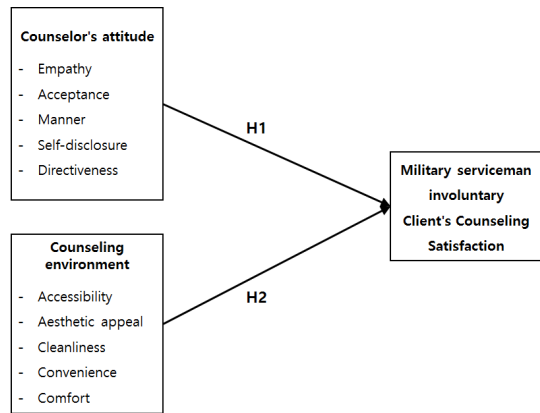 Counselor's attitude
- Empathy
- Acceptance
- Manner
- Self-disclosure
- Directiveness
H1
Military serviceman
involuntary
Client's Counseling
Satisfaction
Counseling
environment
- Accessibility
- Aesthetic appeal
- Cleanliness
- Convenience
- Comfort
H2